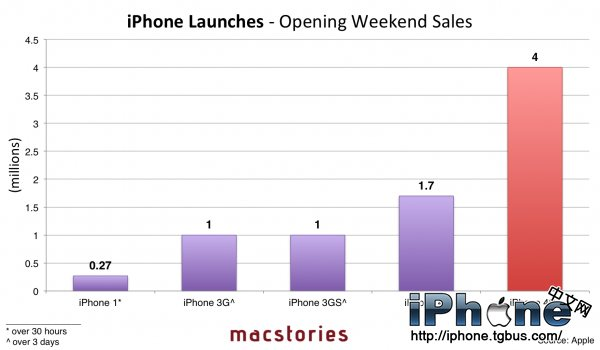 iPhone Launches - Opening Weekend Sales
4.5
4
3.5
3
2.5
2
1.5
1
0.5
0
(millions)
0.27
1
1
1.7
4
iPhone 1*
iPhone 3G^
iPhone 3GS^
* over 30 hours
^ over 3 days
macstories
iPhone
中文网
http://iphone.tgbus.com/
Source: Apple